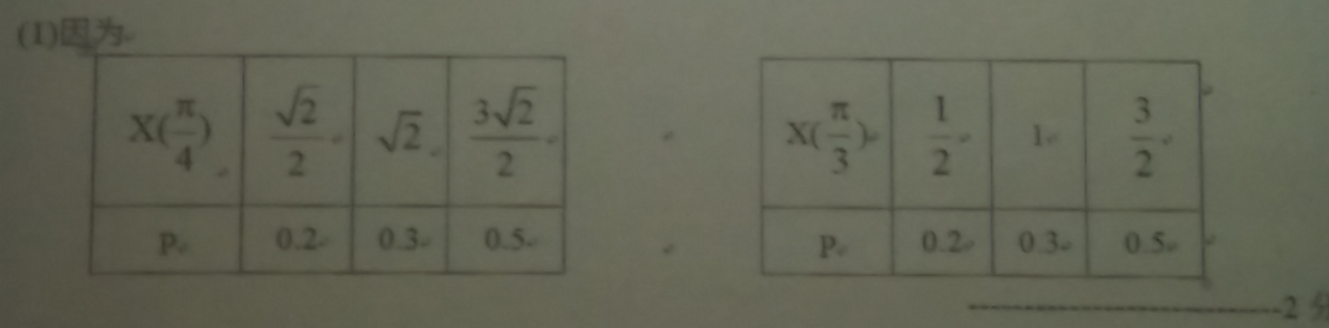 (1)因为
X(π/4) √2/2 √2 3√2/2
P 0.2 0.3 0.5
X(π/3) 1/2 1 3/2
P 0.2 0.3 0.5
------------------------2 分